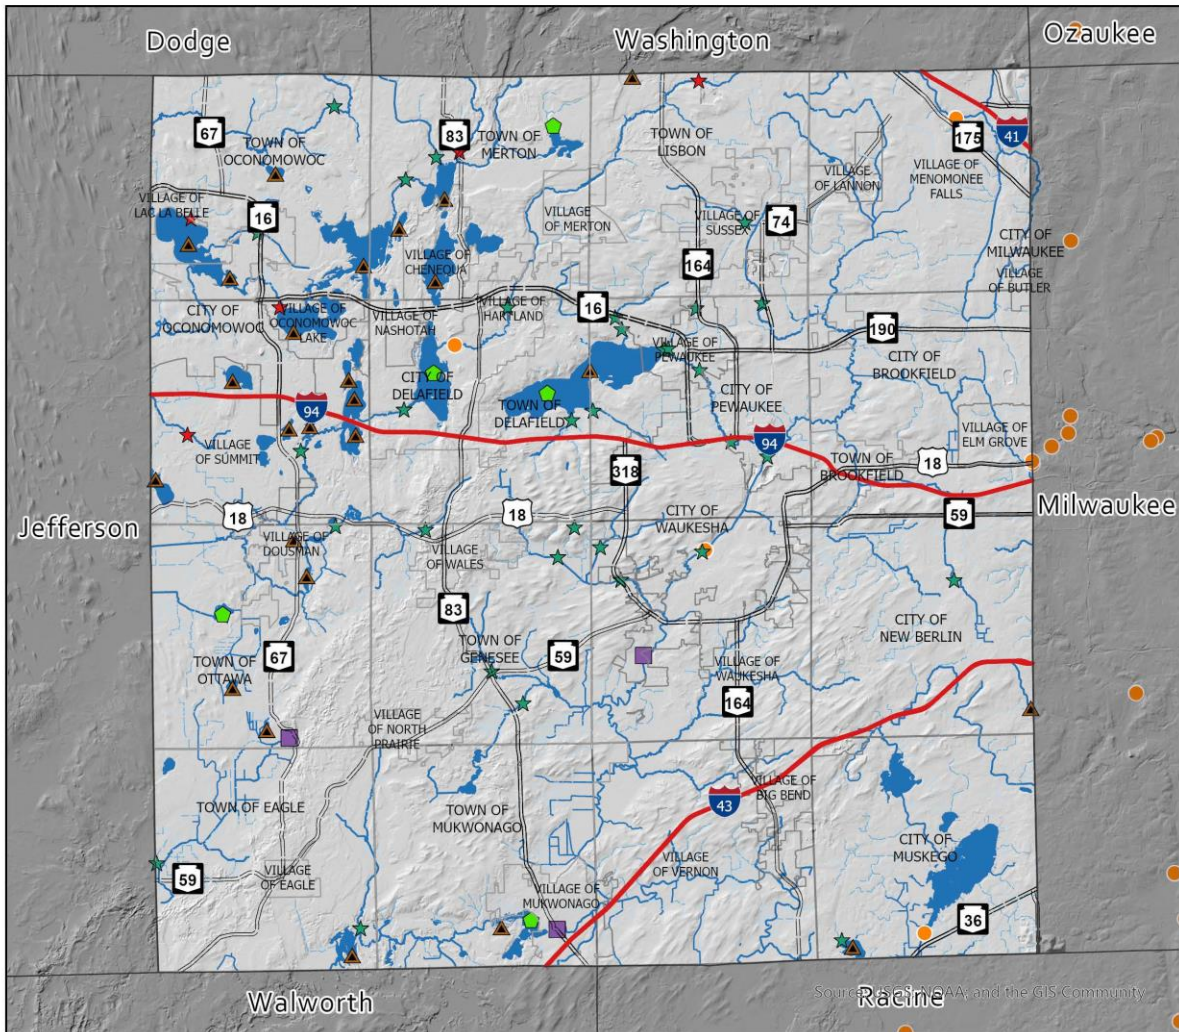 Dodge
Washington
Ozaukee
67
TOWN OF
OCONOMOWOC
83
TOWN OF
MERTON
TOWN OF
LISBON
175
41
VILLAGE OF
MENOMONEE
FALLS
VILLAGE
OF LANNON
VILLAGE OF
LAC LA BELLE
16
VILLAGE
OF MERTON
VILLAGE OF
SUSSEX
74
CITY OF
MILWAUKEE
VILLAGE OF
CHENEQUA
164
VILLAGE
OF BUTLER
CITY OF
OCONOMOWOC
VILLAGE OF
OCONOMOWOC
LAKE
VILLAGE OF
NASHOTAH
VILLAGE OF
HARTLAND
16
190
VILLAGE OF
PEWAUKEE
CITY OF
BROOKFIELD
CITY OF
DELAFIELD
TOWN OF
DELAFIELD
CITY OF
PEWAUKEE
94
94
VILLAGE OF
ELM GROVE
VILLAGE
OF SUMMIT
318
TOWN OF
BROOKFIELD
18
Jefferson
18
18
CITY OF
WAUKESHA
59
Milwaukee
VILLAGE OF
DOUSMAN
VILLAGE
OF WALES
83
CITY OF
NEW BERLIN
TOWN OF
GENESEE
59
67
TOWN OF
OTTAWA
VILLAGE OF
WAUKESHA
164
VILLAGE
OF NORTH
PRAIRIE
TOWN OF EAGLE
TOWN OF
MUKWONAGO
43
VILLAGE OF
BIG BEND
CITY OF
MUSKEGO
59
VILLAGE
OF EAGLE
VILLAGE
OF VERNON
VILLAGE OF
MUKWONAGO
36
Walworth
Racine
Source: USGS, NOAA, and the GIS Community